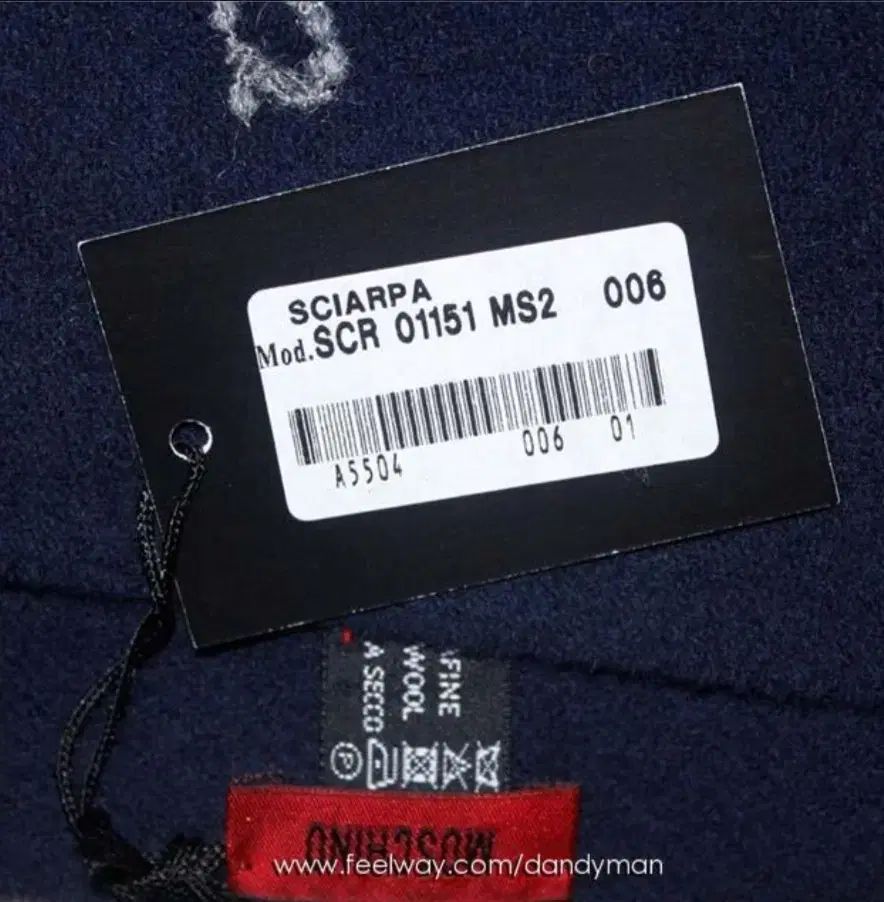 SCIARPA
Mod.SCR 01151 MS2 006
A5504 006 01
FINE
WOOL
A SECCO
MOSCHINO
www.feelway.com/dandyman